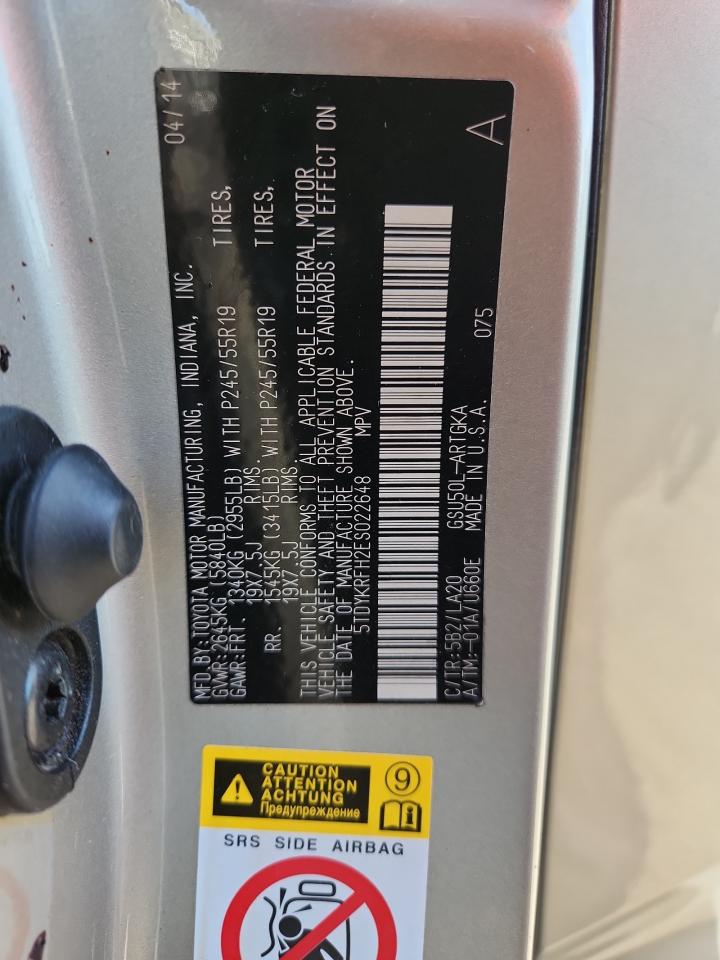 MFD.BY:TOYOTA MOTOR MANUFACTURING, INDIANA, INC. 04/14
GVWR:2645KG (5840LB)
GAWR:FRT. 1340KG (2955LB) WITH P245/55R19 TIRES,
19X7.5J RIMS.
RR. 1545KG (3415LB) WITH P245/55R19 TIRES,
19X7.5J RIMS.
THIS VEHICLE CONFORMS TO ALL APPLICABLE FEDERAL MOTOR
VEHICLE SAFETY AND THEFT PREVENTION STANDARDS IN EFFECT ON
THE DATE OF MANUFACTURE SHOWN ABOVE.
5TDYKRFH2ES022648 MPV
C/TR:5B2/LA20 GSU50L-ARTGKA 075 A
A/TM:-01A/U660E MADE IN U.S.A.
CAUTION
ATTENTION
ACHTUNG
Предупреждение
9
SRS SIDE AIRBAG